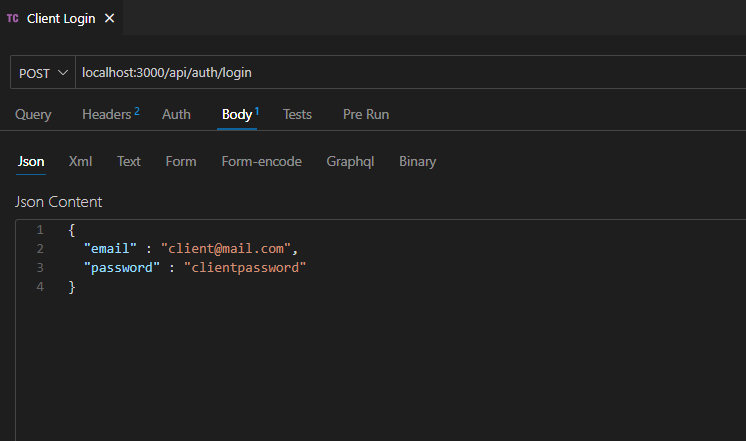 TC Client Login ✕
POST localhost:3000/api/auth/login
Query Headers 2 Auth Body 1 Tests Pre Run
Json Xml Text Form Form-encode Graphql Binary
Json Content
1 {
2 "email" : "client@mail.com",
3 "password" : "clientpassword"
4 }